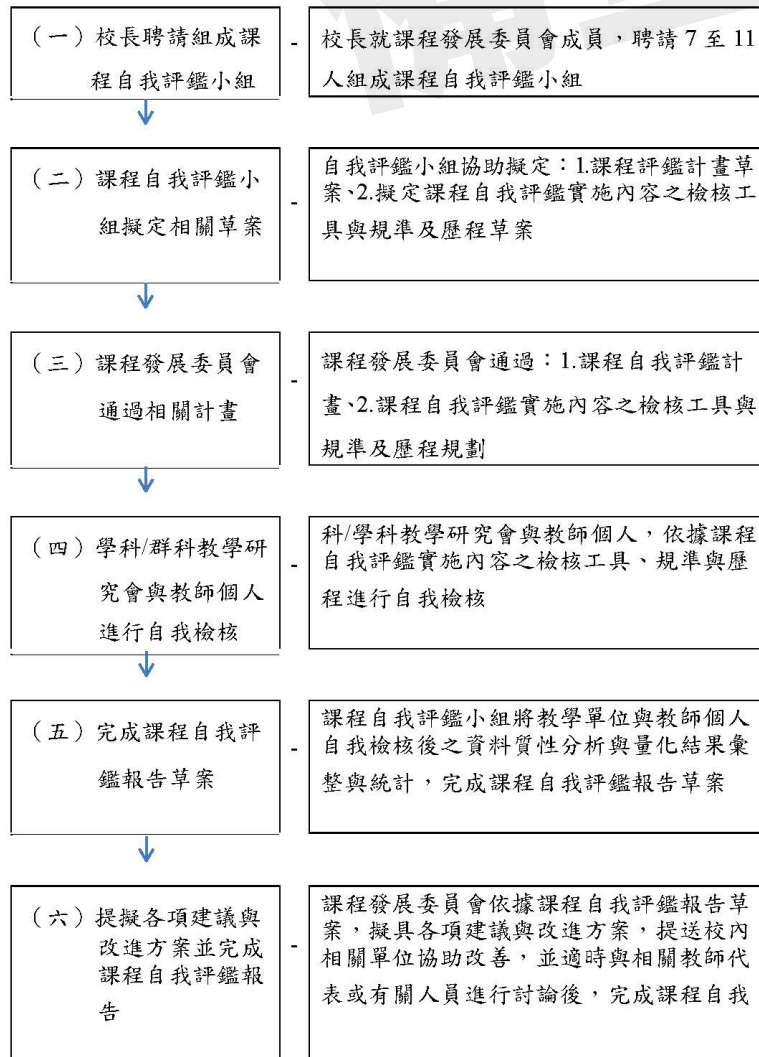 （一）校長聘請組成課
程自我評鑑小組
-
校長就課程發展委員會成員，聘請 7 至 11
人組成課程自我評鑑小組
（二）課程自我評鑑小
組擬定相關草案
-
自我評鑑小組協助擬定：1.課程評鑑計畫草
案、2.擬定課程自我評鑑實施內容之檢核工
具與規準及歷程草案
（三）課程發展委員會
通過相關計畫
-
課程發展委員會通過：1.課程自我評鑑計
畫、2.課程自我評鑑實施內容之檢核工具與
規準及歷程規劃
（四）學科/群科教學研
究會與教師個人
進行自我檢核
-
科/學科教學研究會與教師個人，依據課程
自我評鑑實施內容之檢核工具、規準與歷
程進行自我檢核
（五）完成課程自我評
鑑報告草案
-
課程自我評鑑小組將教學單位與教師個人
自我檢核後之資料質性分析與量化結果彙
整與統計，完成課程自我評鑑報告草案
（六）提擬各項建議與
改進方案並完成
課程自我評鑑報
告
-
課程發展委員會依據課程自我評鑑報告草
案，擬具各項建議與改進方案，提送校內
相關單位協助改善，並適時與相關教師代
表或有關人員進行討論後，完成課程自我